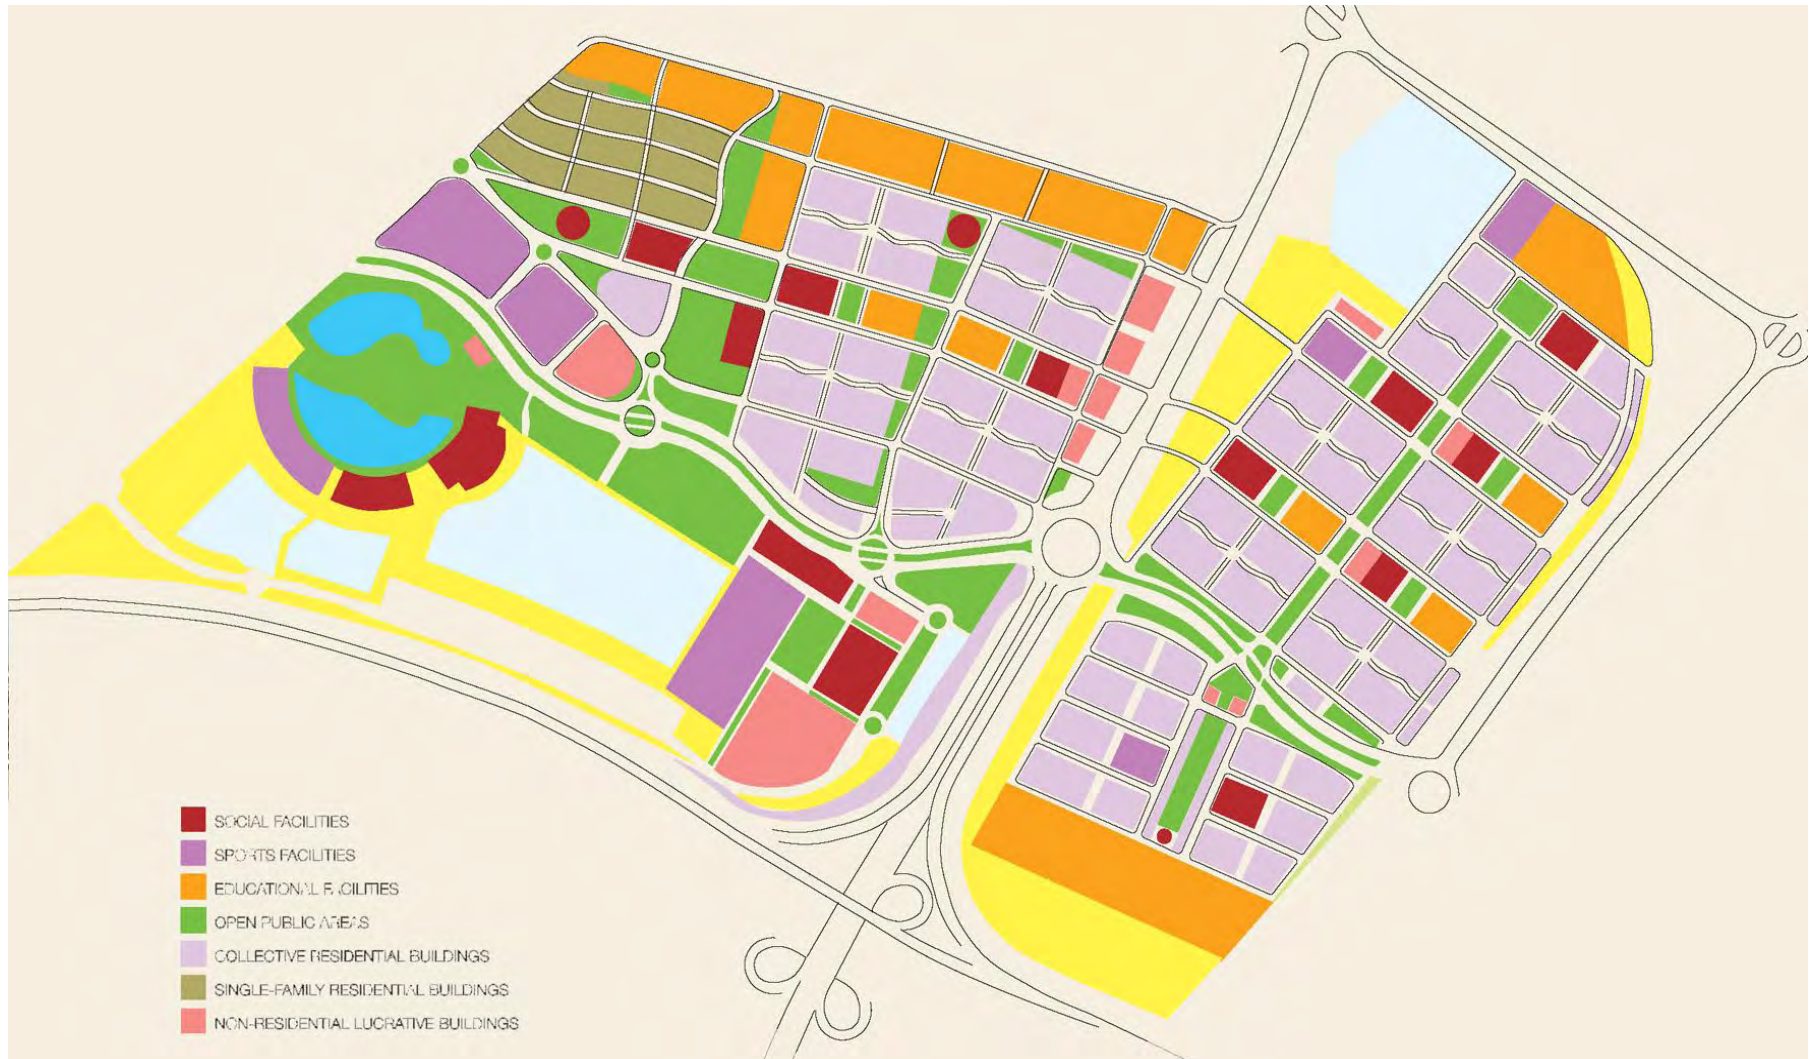 SOCIAL FACILITIES
SPORTS FACILITIES
EDUCATIONAL FACILITIES
OPEN PUBLIC AREAS
COLLECTIVE RESIDENTIAL BUILDINGS
SINGLE-FAMILY RESIDENTIAL BUILDINGS
NON-RESIDENTIAL LUCRATIVE BUILDINGS